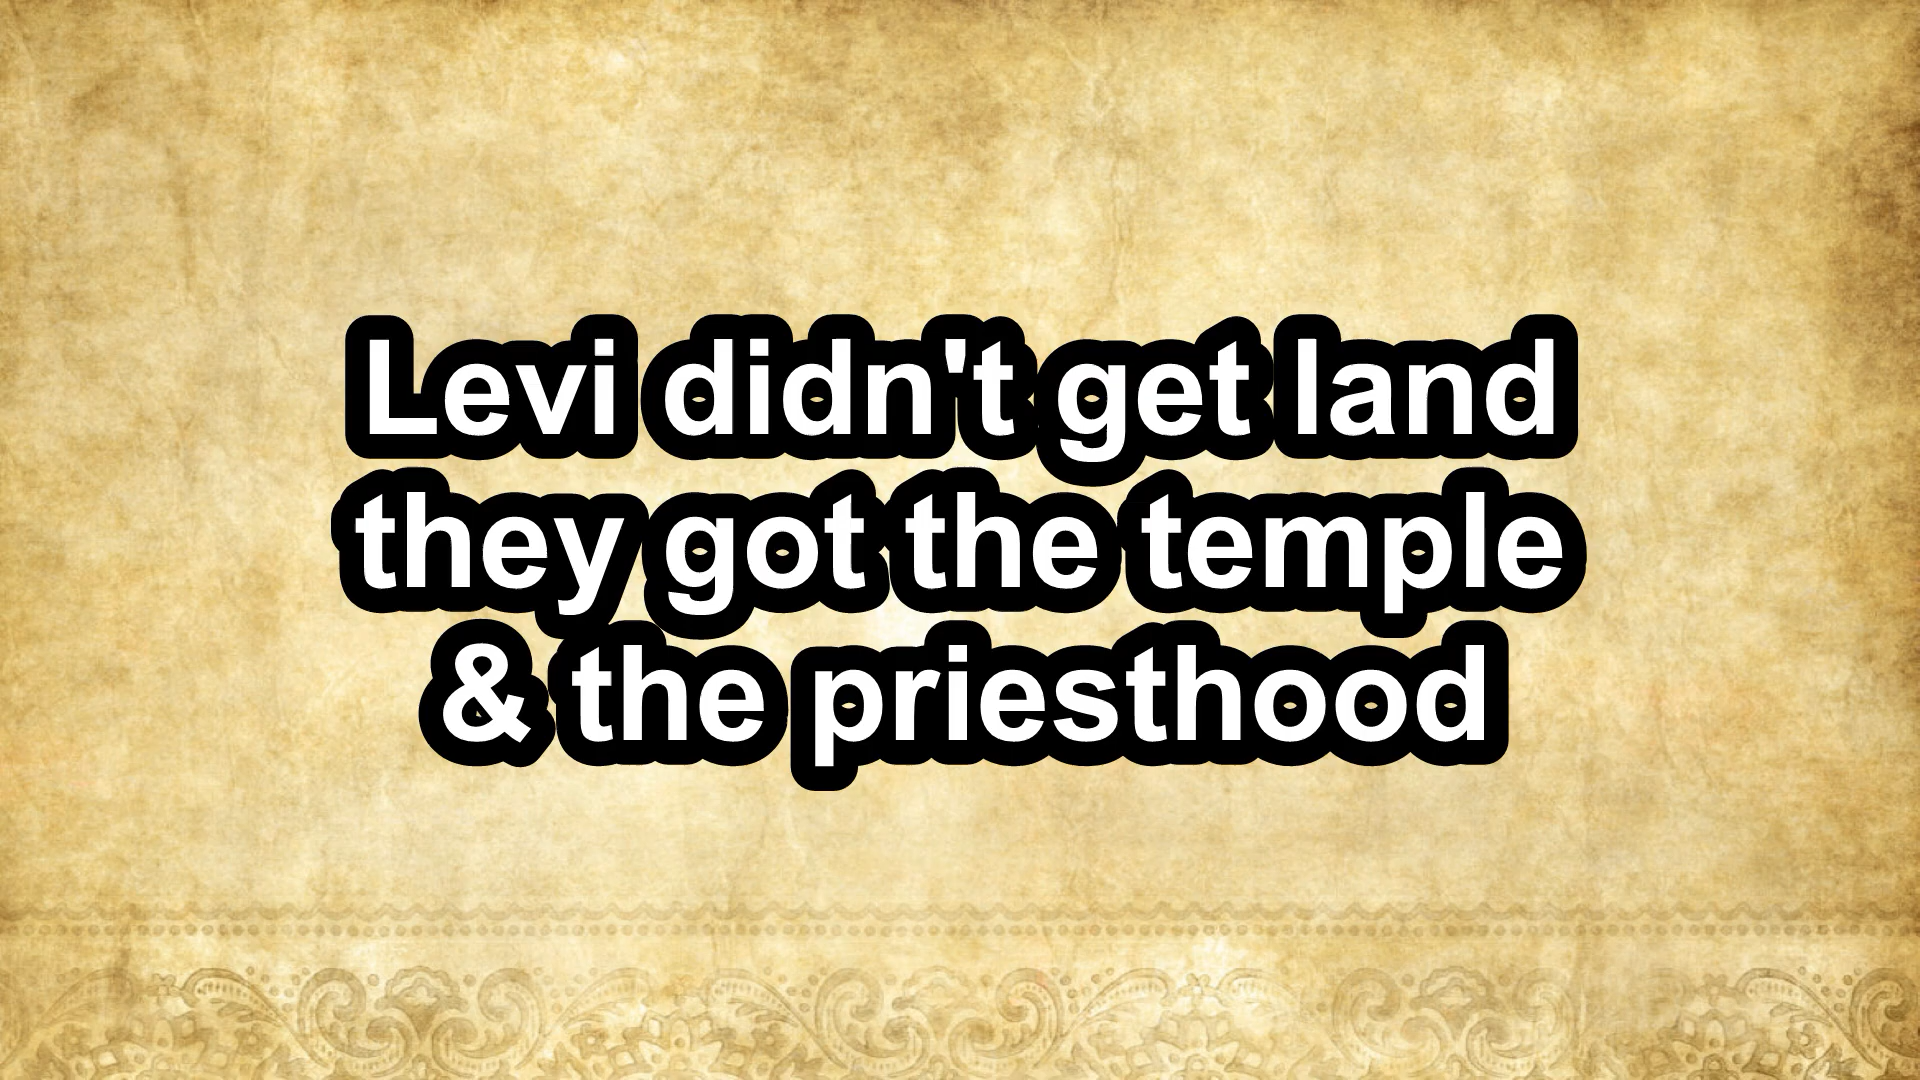 Levi didn't get land
they got the temple
& the priesthood